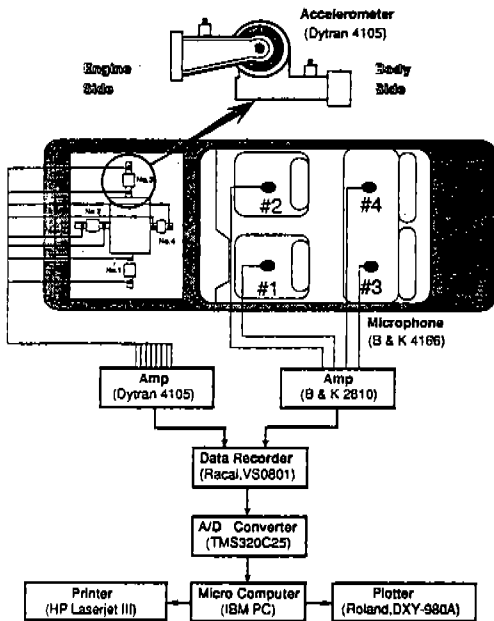 Accelerometer
(Dytran 4105)
Engine
Side
Body
Side
No.3
No.2
No.4
No.1
#2
#4
#1
#3
Microphone
(B & K 4166)
Amp
(Dytran 4105)
Amp
(B & K 2810)
Data Recorder
(Racal,VS0801)
A/D Converter
(TMS320C25)
Printer
(HP Laserjet III)
Micro Computer
(IBM PC)
Plotter
(Roland,DXY-980A)